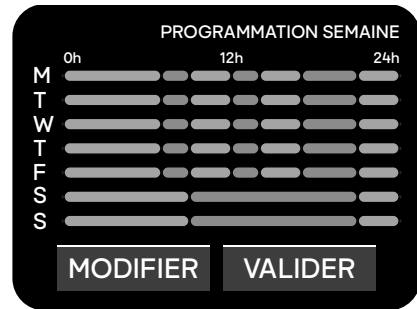 PROGRAMMATION SEMAINE
0h 12h 24h
M
T
W
T
F
S
S
MODIFIER VALIDER